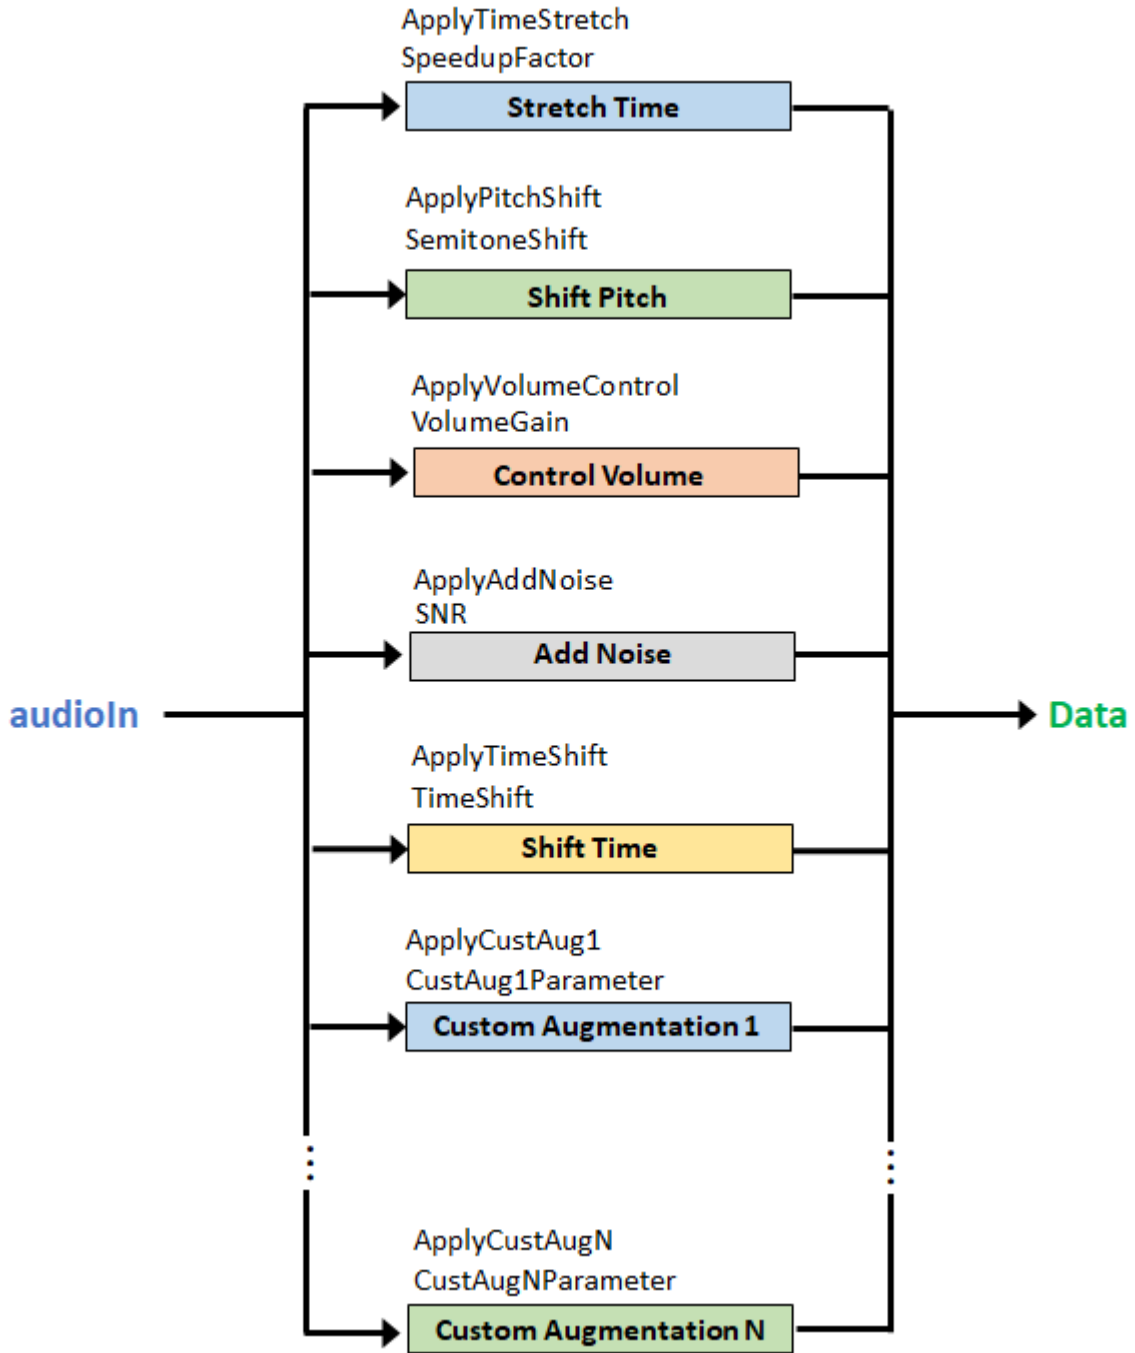 ApplyTimeStretch
SpeedupFactor
Stretch Time
ApplyPitchShift
SemitoneShift
Shift Pitch
ApplyVolumeControl
VolumeGain
Control Volume
ApplyAddNoise
SNR
Add Noise
audioIn
Data
ApplyTimeShift
TimeShift
Shift Time
ApplyCustAug1
CustAug1Parameter
Custom Augmentation 1
ApplyCustAugN
CustAugNParameter
Custom Augmentation N